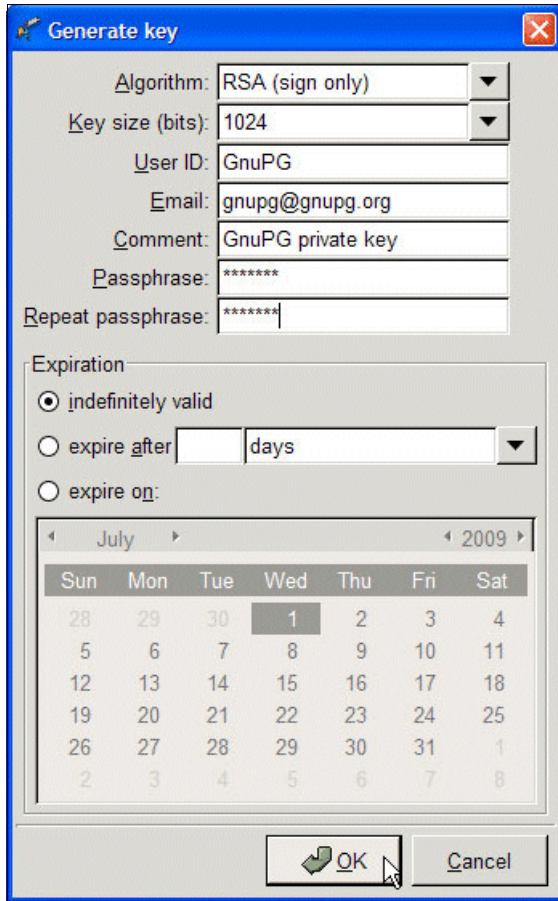 Generate key
Algorithm: RSA (sign only)
Key size (bits): 1024
User ID: GnuPG
Email: gnupg@gnupg.org
Comment: GnuPG private key
Passphrase: *******
Repeat passphrase: *******
Expiration
indefinitely valid
expire after days
expire on:
July 2009
Sun Mon Tue Wed Thu Fri Sat
28 29 30 1 2 3 4
5 6 7 8 9 10 11
12 13 14 15 16 17 18
19 20 21 22 23 24 25
26 27 28 29 30 31 1
2 3 4 5 6 7 8
OK Cancel